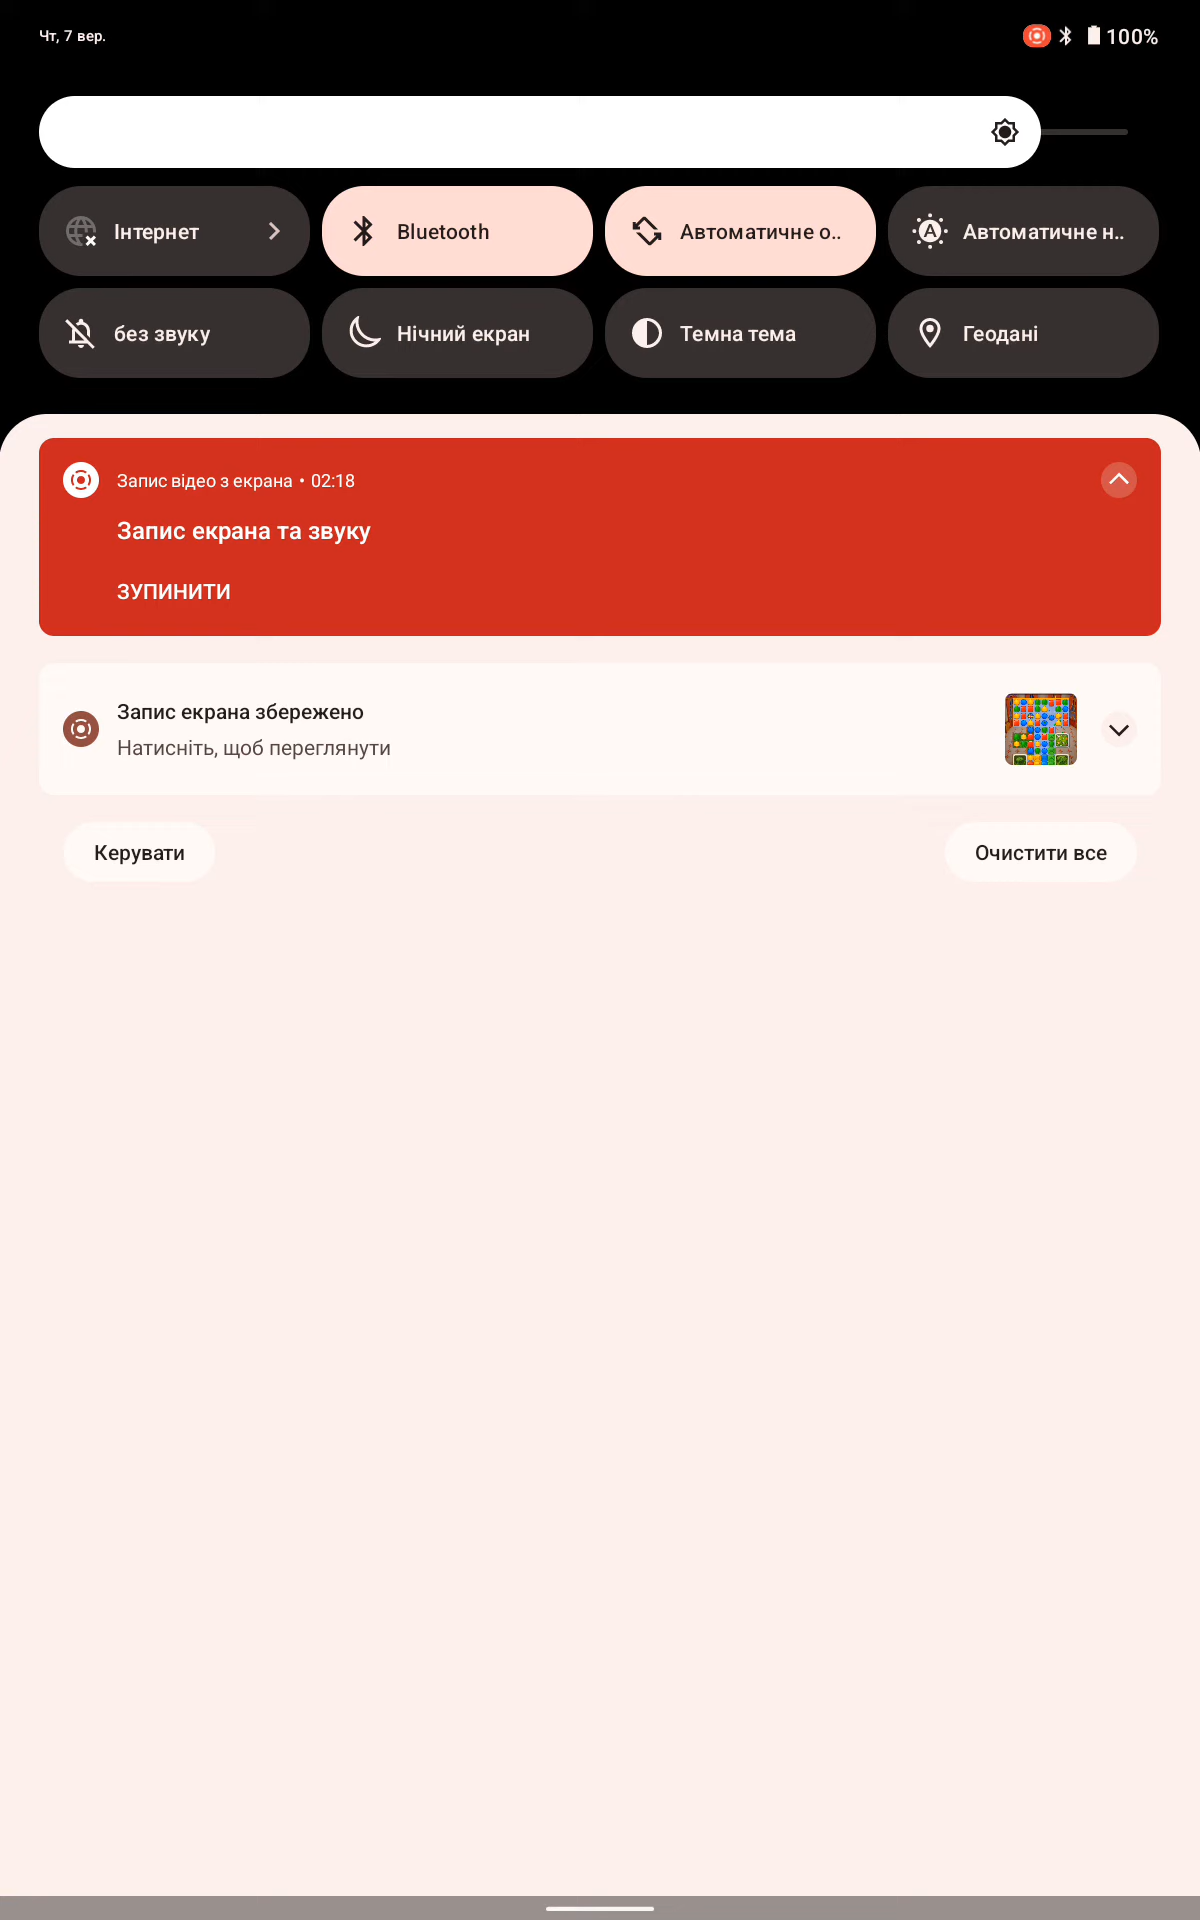 Чт, 7 вер.
100%
Інтернет
Bluetooth
Автоматичне о..
Автоматичне н..
без звуку
Нічний екран
Темна тема
Геодані
Запис відео з екрана • 02:18
Запис екрана та звуку
ЗУПИНИТИ
Запис екрана збережено
Натисніть, щоб переглянути
Керувати
Очистити все